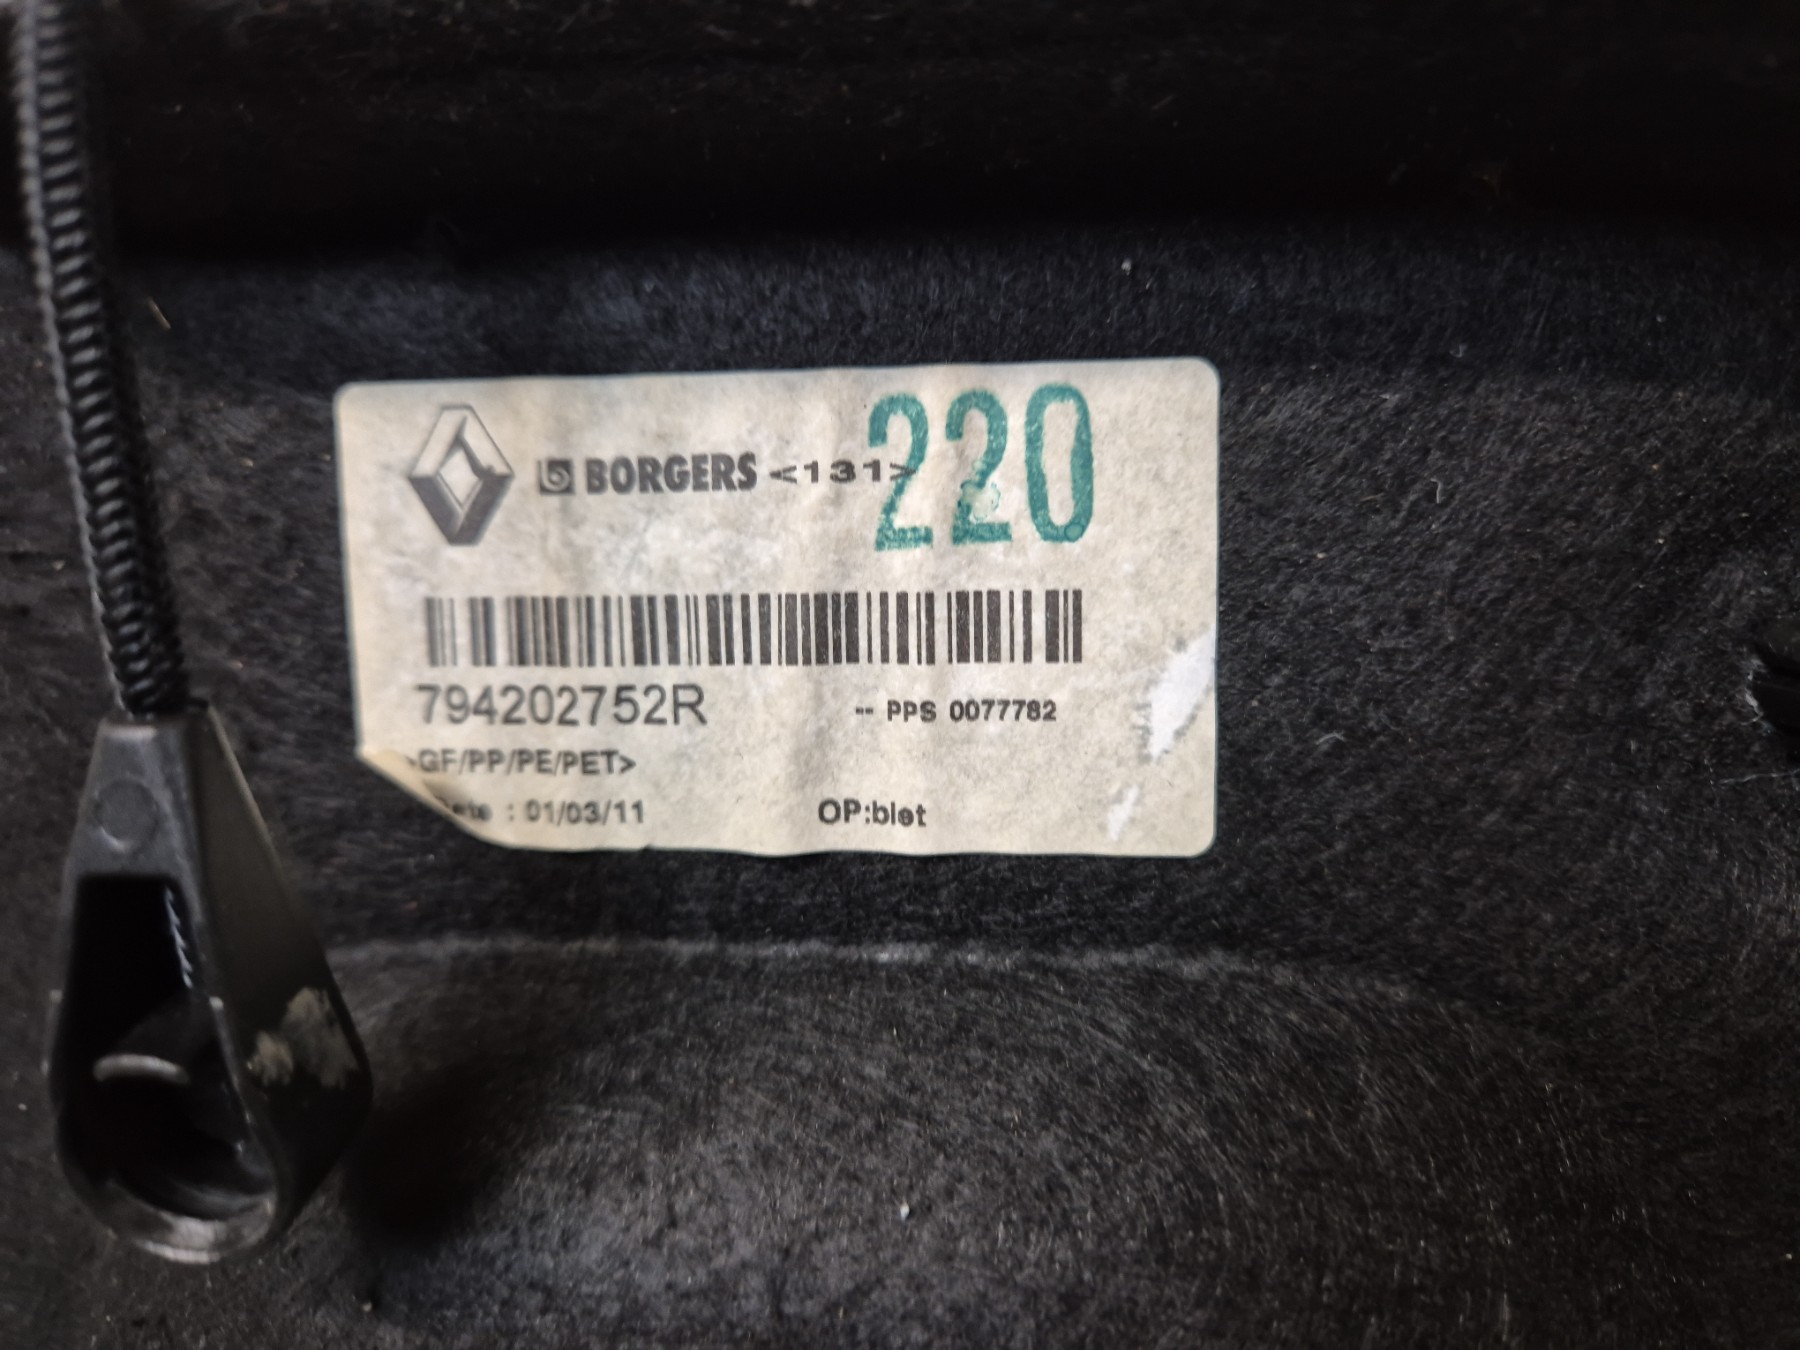 BORGERS <131>
220
794202752R
-- PPS 0077782
>GF/PP/PE/PET>
: 01/03/11
OP:blet